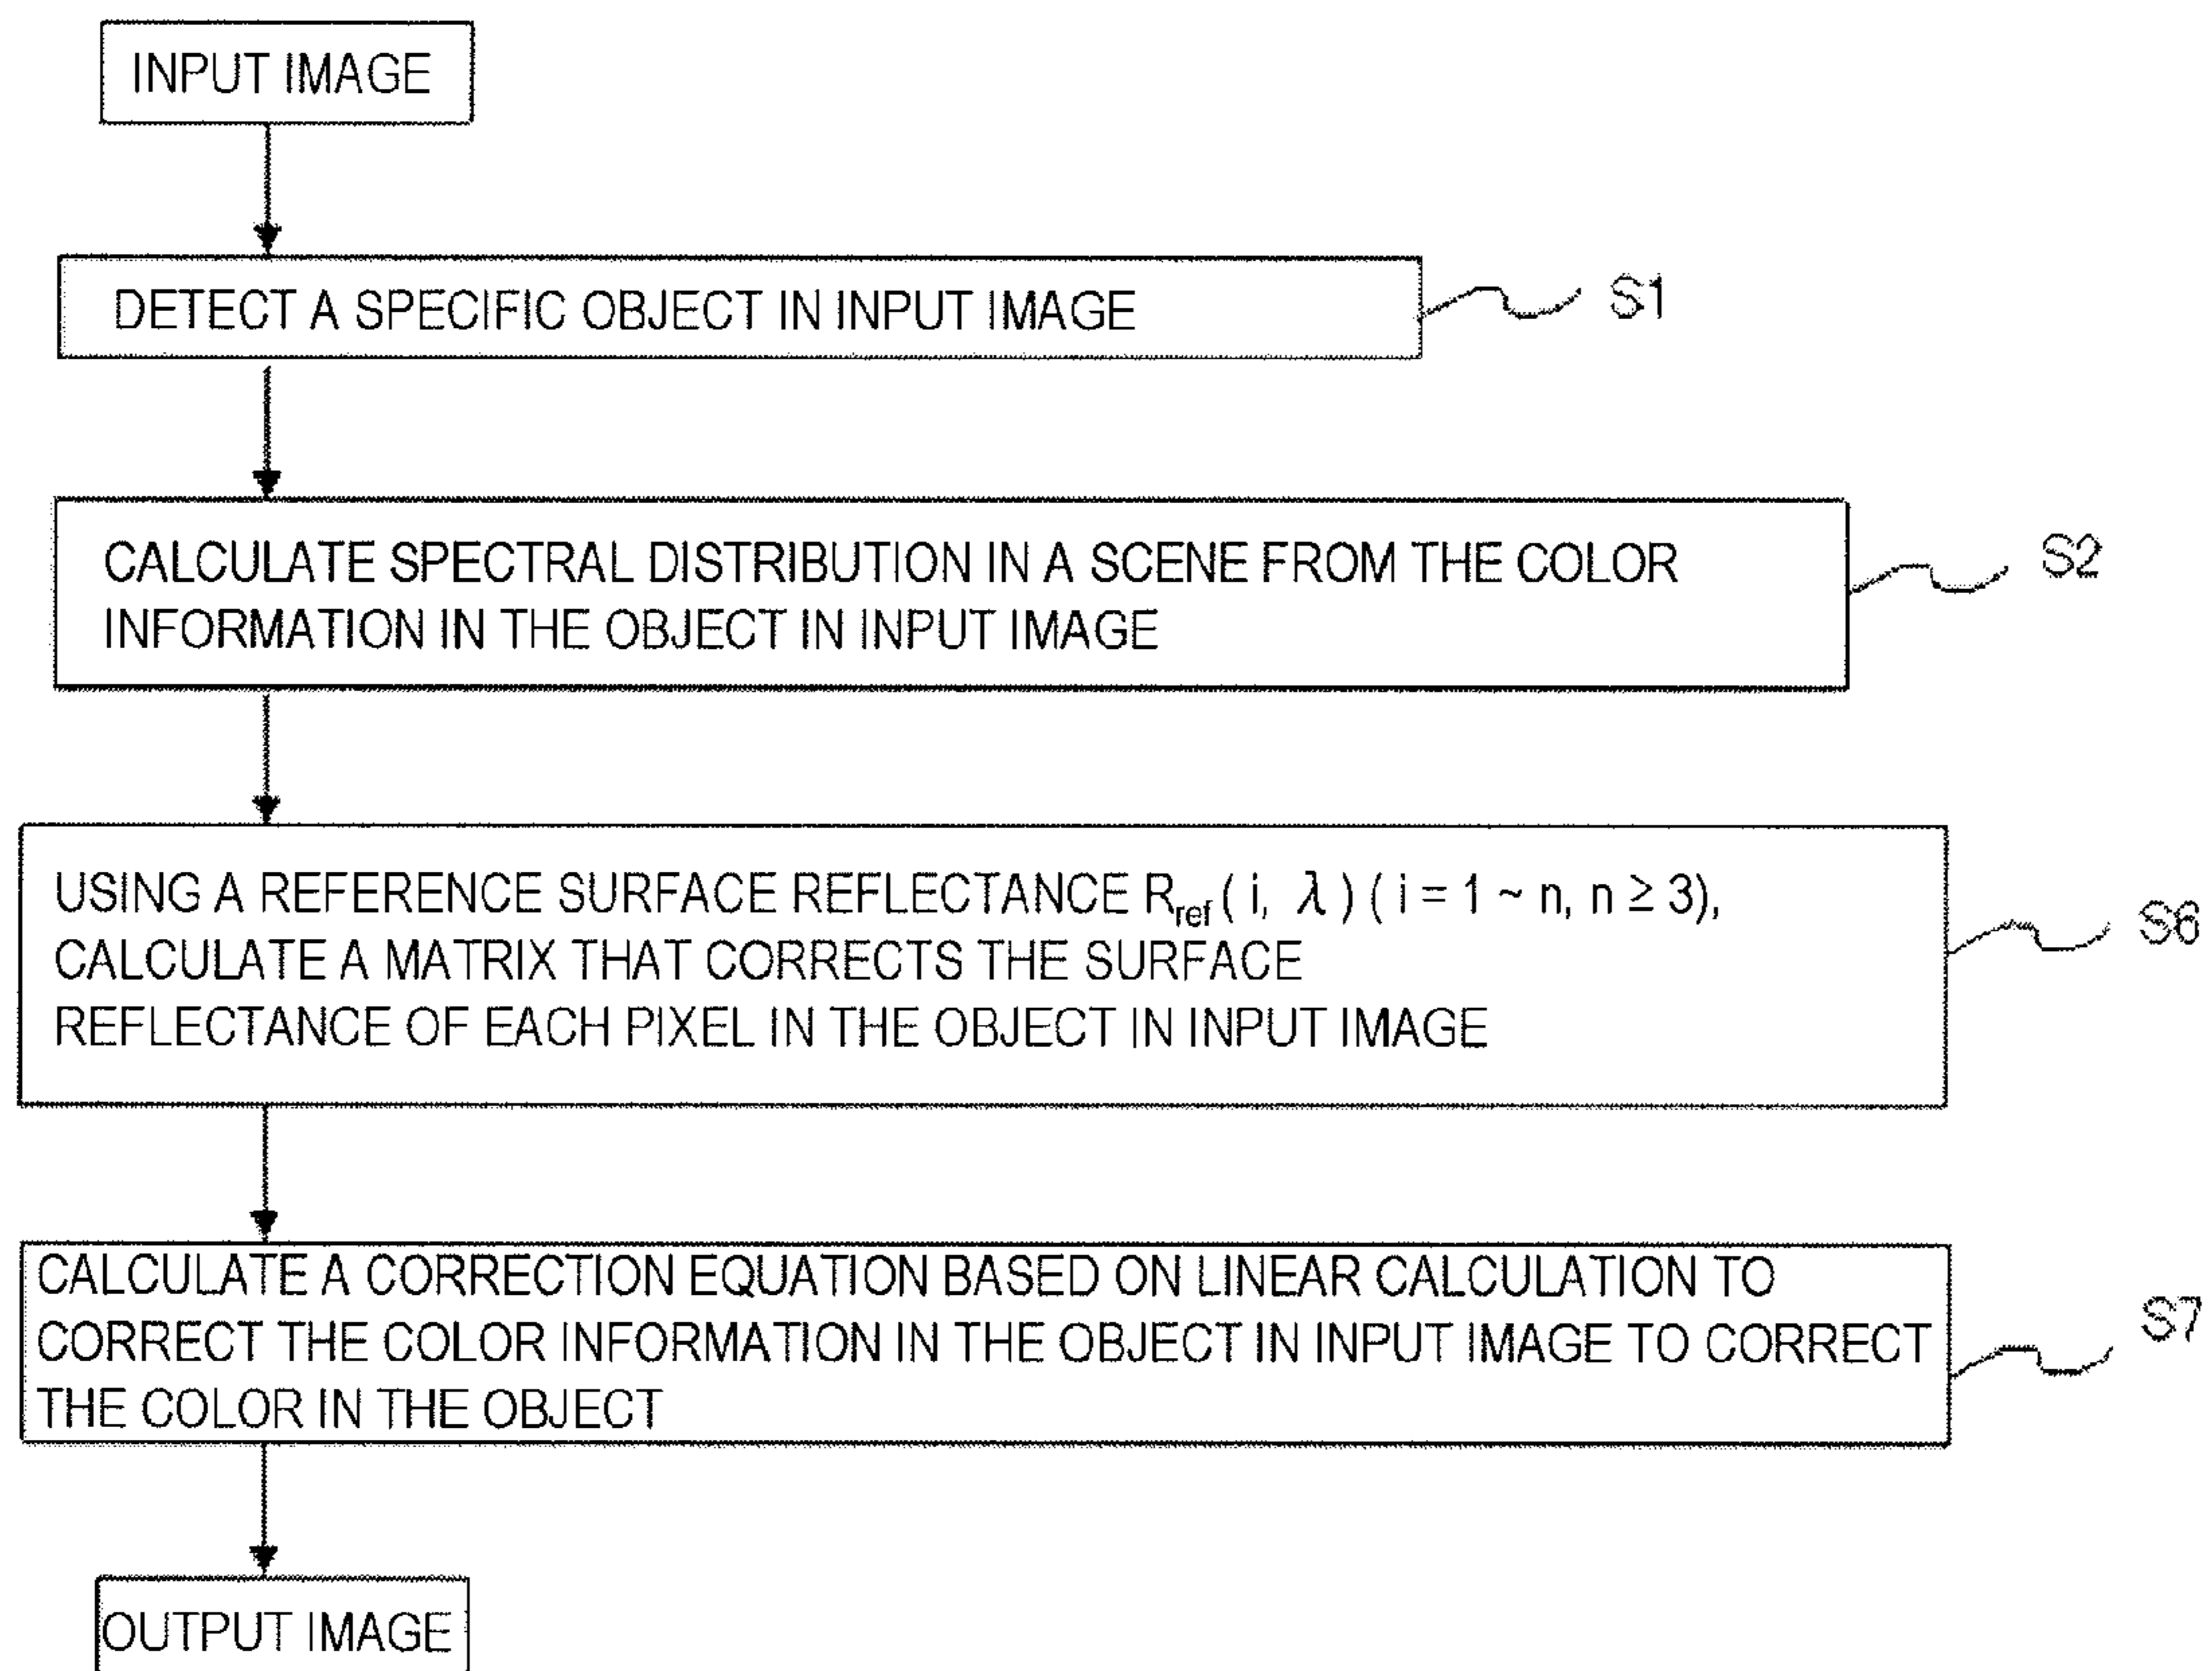 INPUT IMAGE
DETECT A SPECIFIC OBJECT IN INPUT IMAGE
S1
CALCULATE SPECTRAL DISTRIBUTION IN A SCENE FROM THE COLOR
INFORMATION IN THE OBJECT IN INPUT IMAGE
S2
USING A REFERENCE SURFACE REFLECTANCE Rref ( i, λ ) ( i = 1 ~ n, n ≥ 3),
CALCULATE A MATRIX THAT CORRECTS THE SURFACE
REFLECTANCE OF EACH PIXEL IN THE OBJECT IN INPUT IMAGE
S6
CALCULATE A CORRECTION EQUATION BASED ON LINEAR CALCULATION TO
CORRECT THE COLOR INFORMATION IN THE OBJECT IN INPUT IMAGE TO CORRECT
THE COLOR IN THE OBJECT
S7
OUTPUT IMAGE